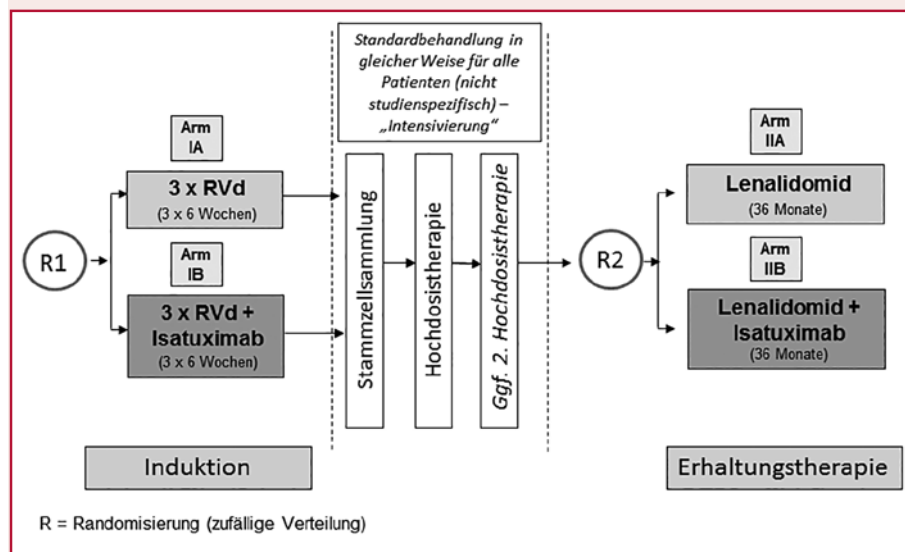 Standardbehandlung in
gleicher Weise für alle
Patienten (nicht
studienspezifisch) –
„Intensivierung“
R1
Arm
IA
3 x RVd
(3 x 6 Wochen)
Arm
IB
3 x RVd +
Isatuximab
(3 x 6 Wochen)
Induktion
Stammzellsammlung
Hochdosistherapie
Ggf. 2. Hochdosistherapie
R2
Arm
IIA
Lenalidomid
(36 Monate)
Arm
IIB
Lenalidomid +
Isatuximab
(36 Monate)
Erhaltungstherapie
R = Randomisierung (zufällige Verteilung)